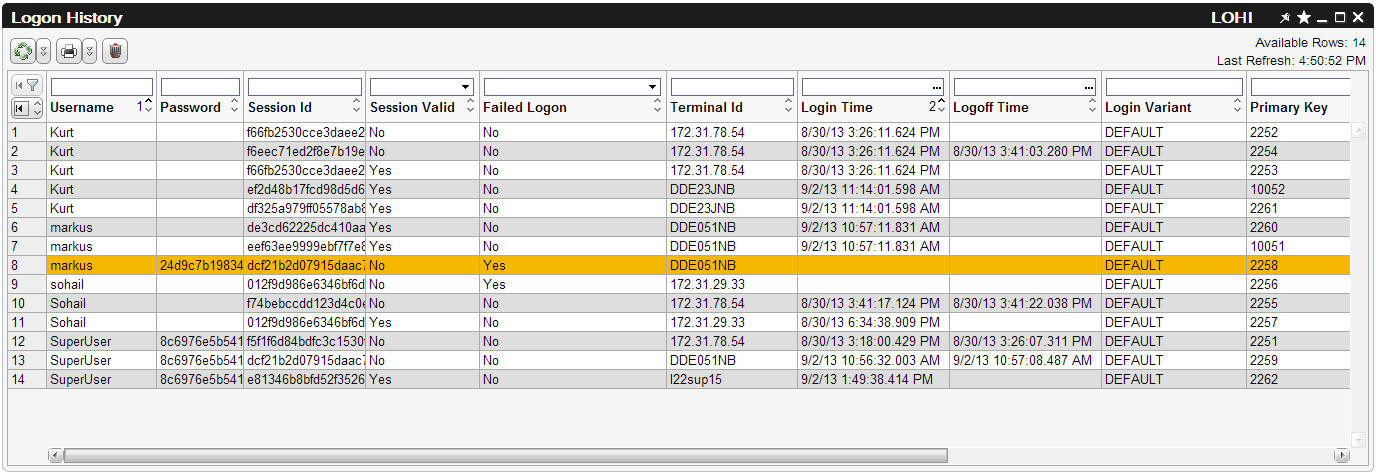 Logon History LOHI
Available Rows: 14
Last Refresh: 4:50:52 PM
Username 1 Password Session Id Session Valid Failed Logon Terminal Id Login Time 2 Logoff Time Login Variant Primary Key
1 Kurt f66fb2530cce3daee2 No No 172.31.78.54 8/30/13 3:26:11.624 PM DEFAULT 2252
2 Kurt f6eec71ed2f8e7b19e No No 172.31.78.54 8/30/13 3:26:11.624 PM 8/30/13 3:41:03.280 PM DEFAULT 2254
3 Kurt f66fb2530cce3daee2 Yes No 172.31.78.54 8/30/13 3:26:11.624 PM DEFAULT 2253
4 Kurt ef2d48b17fcd98d5d6 Yes No DDE23JNB 9/2/13 11:14:01.598 AM DEFAULT 10052
5 Kurt df325a979ff05578ab8 Yes No DDE23JNB 9/2/13 11:14:01.598 AM DEFAULT 2261
6 markus de3cd62225dc410aa Yes No DDE051NB 9/2/13 10:57:11.831 AM DEFAULT 2260
7 markus eef63ee9999ebf7f7e8 Yes No DDE051NB 9/2/13 10:57:11.831 AM DEFAULT 10051
8 markus 24d9c7b19834 dcf21b2d07915daac7 No Yes DDE051NB DEFAULT 2258
9 sohail 012f9d986e6346bf6d No Yes 172.31.29.33 DEFAULT 2256
10 Sohail f74bebccdd123d4c0e No No 172.31.78.54 8/30/13 3:41:17.124 PM 8/30/13 3:41:22.038 PM DEFAULT 2255
11 Sohail 012f9d986e6346bf6d Yes No 172.31.29.33 8/30/13 6:34:38.909 PM DEFAULT 2257
12 SuperUser 8c6976e5b541 f5f1f6d84bdfc3c1530 No No 172.31.78.54 8/30/13 3:18:00.429 PM 8/30/13 3:26:07.311 PM DEFAULT 2251
13 SuperUser 8c6976e5b541 dcf21b2d07915daac7 No No DDE051NB 9/2/13 10:56:32.003 AM 9/2/13 10:57:08.487 AM DEFAULT 2259
14 SuperUser 8c6976e5b541 e81346b8bfd52f3526 Yes No l22sup15 9/2/13 1:49:38.414 PM DEFAULT 2262